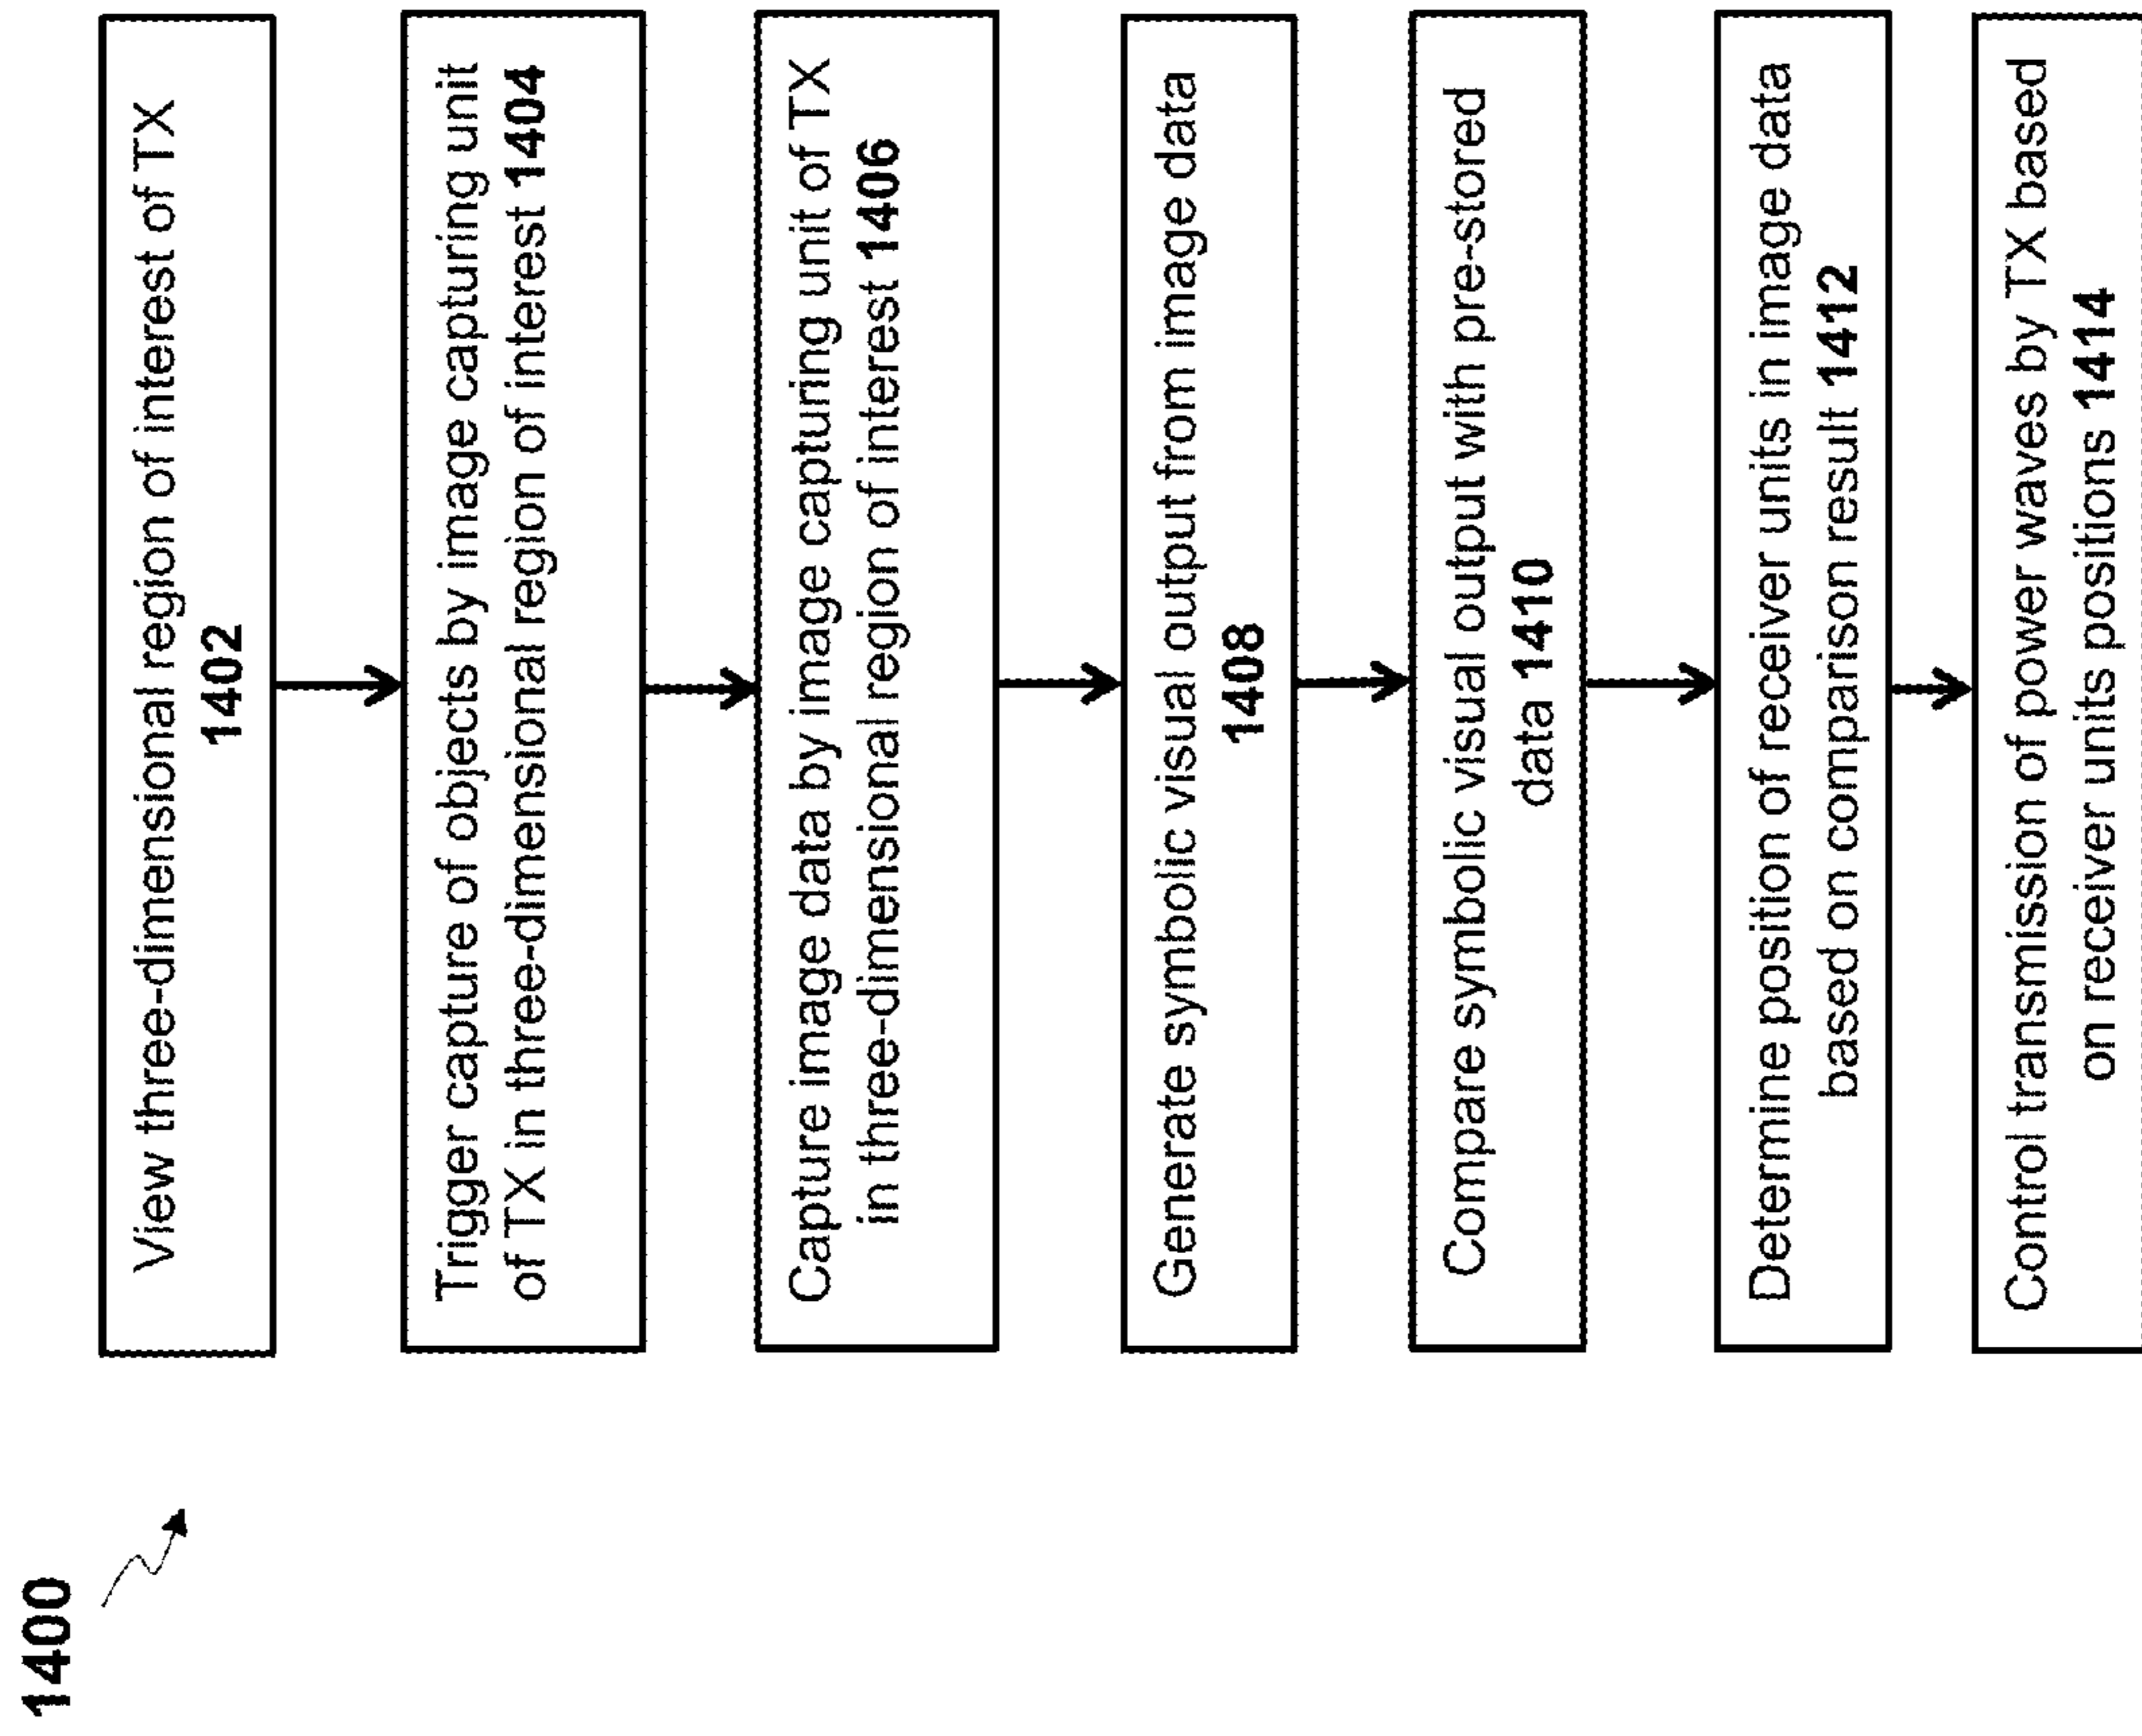 1400
View three-dimensional region of interest of TX
1402
Trigger capture of objects by image capturing unit
of TX in three-dimensional region of interest 1404
Capture image data by image capturing unit of TX
in three-dimensional region of interest 1406
Generate symbolic visual output from image data
1408
Compare symbolic visual output with pre-stored
data 1410
Determine position of receiver units in image data
based on comparison result 1412
Control transmission of power waves by TX based
on receiver units positions 1414